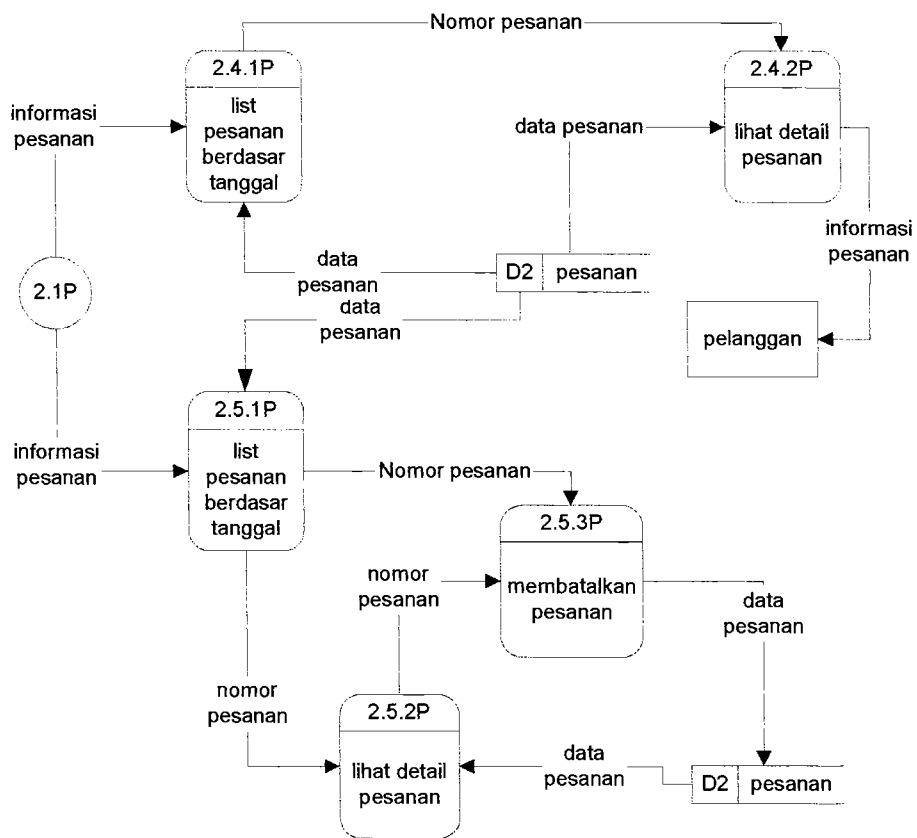 Nomor pesanan
2.4.1P
list
pesanan
berdasar
tanggal
2.4.2P
lihat detail
pesanan
informasi
pesanan
data pesanan
informasi
pesanan
data
pesanan
D2 pesanan
2.1P
data
pesanan
pelanggan
2.5.1P
list
pesanan
berdasar
tanggal
informasi
pesanan
Nomor pesanan
2.5.3P
membatalkan
pesanan
nomor
pesanan
data
pesanan
nomor
pesanan
2.5.2P
lihat detail
pesanan
data
pesanan
D2 pesanan